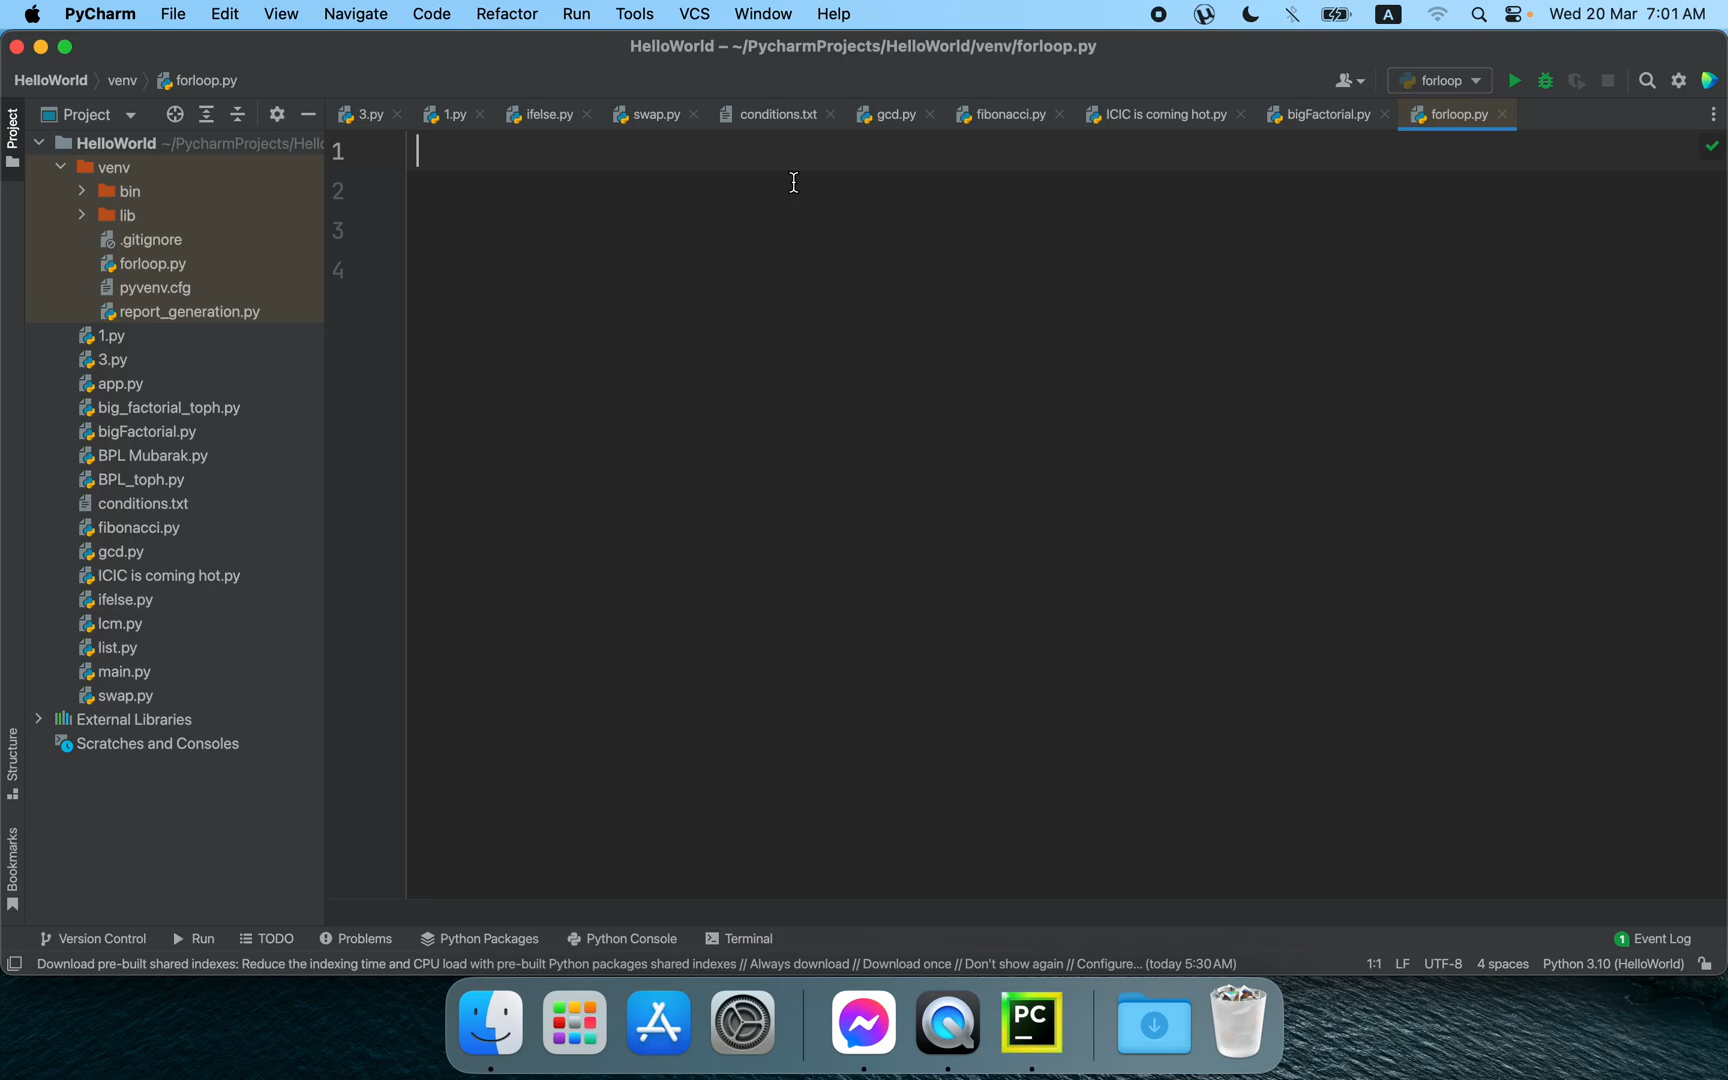 PyCharm File Edit View Navigate Code Refactor Run Tools VCS Window Help A Wed 20 Mar 7:01 AM
HelloWorld – ~/PycharmProjects/HelloWorld/venv/forloop.py
HelloWorld venv forloop.py forloop
Project 3.py 1.py ifelse.py swap.py conditions.txt gcd.py fibonacci.py ICIC is coming hot.py bigFactorial.py forloop.py
Project
HelloWorld ~/PycharmProjects/Hell
venv
bin
lib
.gitignore
forloop.py
pyvenv.cfg
report_generation.py
1.py
3.py
app.py
big_factorial_toph.py
bigFactorial.py
BPL Mubarak.py
BPL_toph.py
conditions.txt
fibonacci.py
gcd.py
ICIC is coming hot.py
ifelse.py
lcm.py
list.py
main.py
swap.py
External Libraries
Scratches and Consoles
1
2
3
4
Structure
Bookmarks
Version Control Run TODO Problems Python Packages Python Console Terminal 1 Event Log
Download pre-built shared indexes: Reduce the indexing time and CPU load with pre-built Python packages shared indexes // Always download // Download once // Don't show again // Configure... (today 5:30 AM) 1:1 LF UTF-8 4 spaces Python 3.10 (HelloWorld)
PC